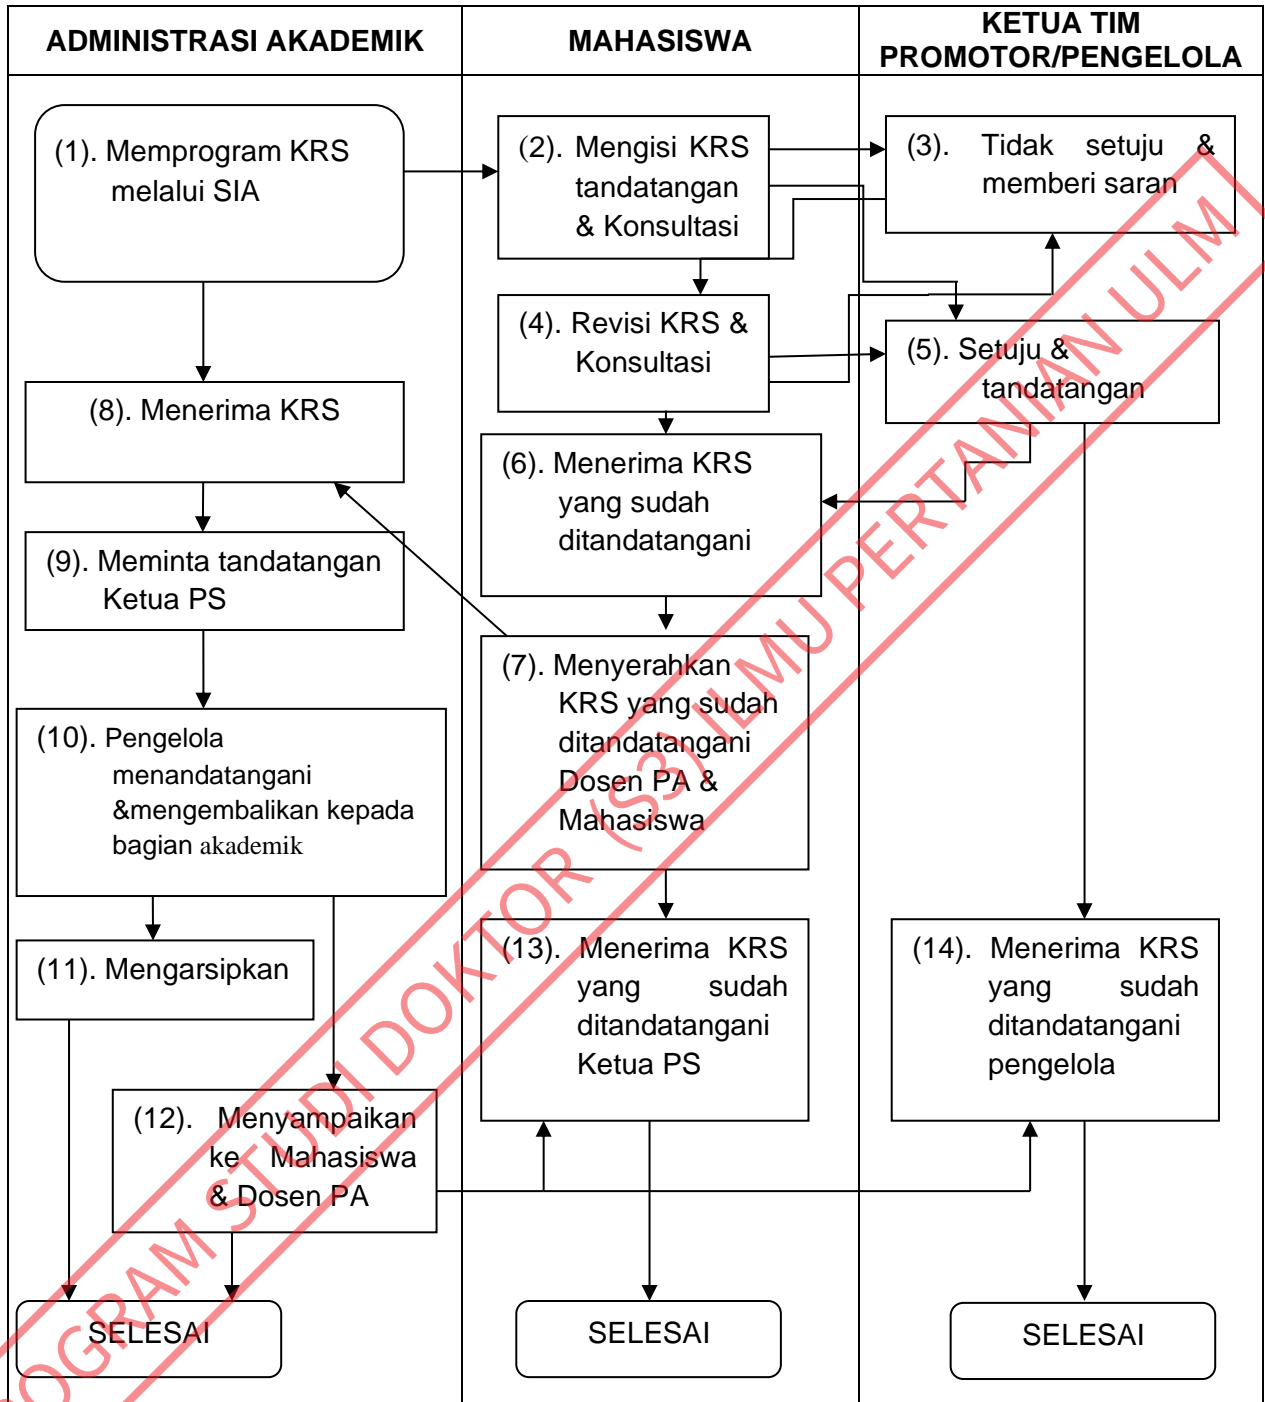 ADMINISTRASI AKADEMIK
MAHASISWA
KETUA TIM
PROMOTOR/PENGELOLA
(1). Memprogram KRS
melalui SIA
(2). Mengisi KRS
tandatangan
& Konsultasi
(3). Tidak setuju &
memberi saran
(4). Revisi KRS &
Konsultasi
(5). Setuju &
tandatangan
(8). Menerima KRS
(6). Menerima KRS
yang sudah
ditandatangani
(9). Meminta tandatangan
Ketua PS
(7). Menyerahkan
KRS yang sudah
ditandatangani
Dosen PA &
Mahasiswa
(10). Pengelola
menandatangani
&mengembalikan kepada
bagian akademik
(11). Mengarsipkan
(13). Menerima KRS
yang sudah
ditandatangani
Ketua PS
(14). Menerima KRS
yang sudah
ditandatangani
pengelola
(12). Menyampaikan
ke Mahasiswa
& Dosen PA
SELESAI
SELESAI
SELESAI
OGRAM STUDI DOKTOR (S3) ILMU PERTANIAN ULM